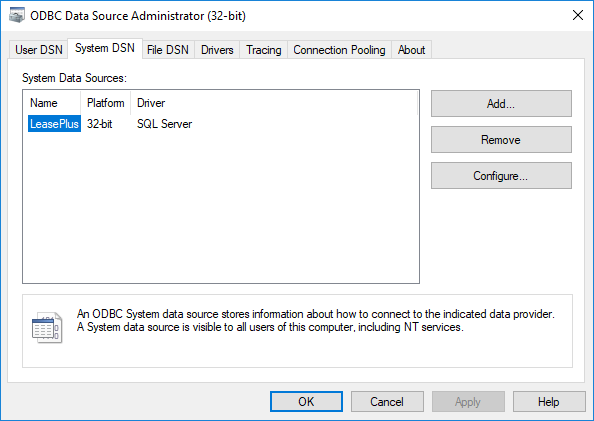 ODBC Data Source Administrator (32-bit)
User DSN System DSN File DSN Drivers Tracing Connection Pooling About
System Data Sources:
Name Platform Driver
LeasePlus 32-bit SQL Server
Add...
Remove
Configure...
An ODBC System data source stores information about how to connect to the indicated data provider.
A System data source is visible to all users of this computer, including NT services.
OK Cancel Apply Help